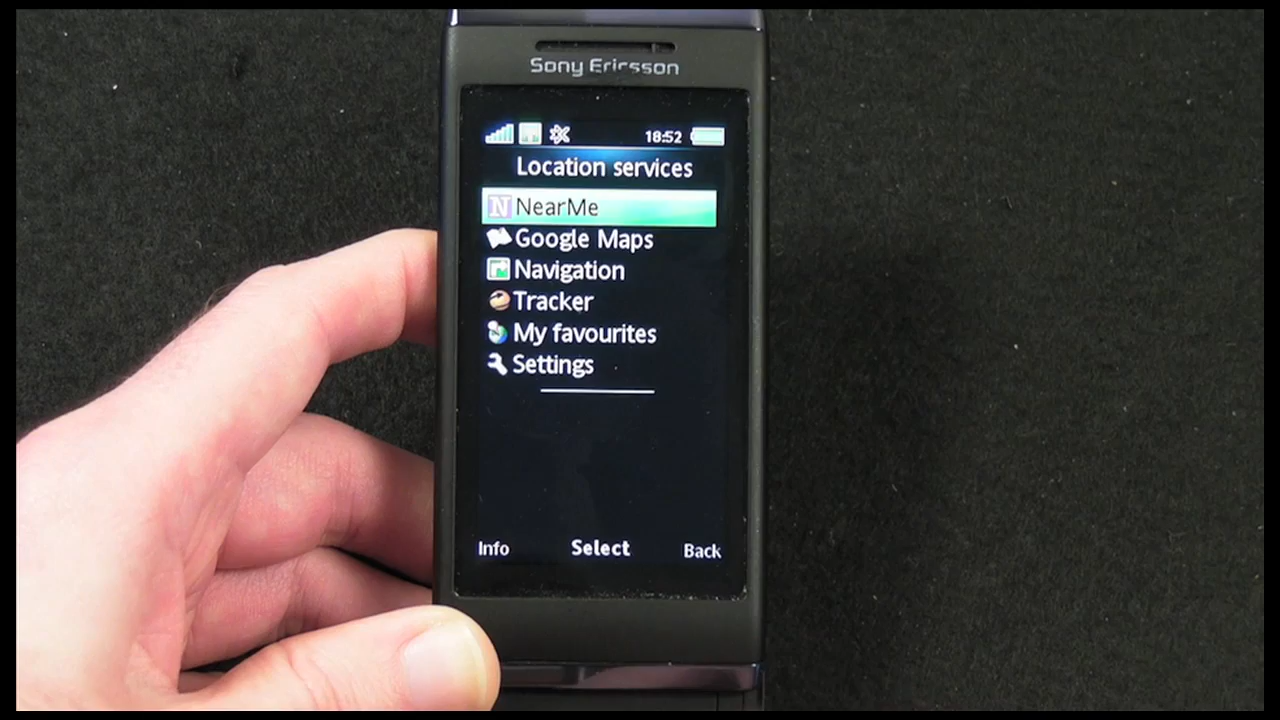 Sony Ericsson
18:52
Location services
N NearMe
Google Maps
Navigation
Tracker
My favourites
Settings
Info Select Back